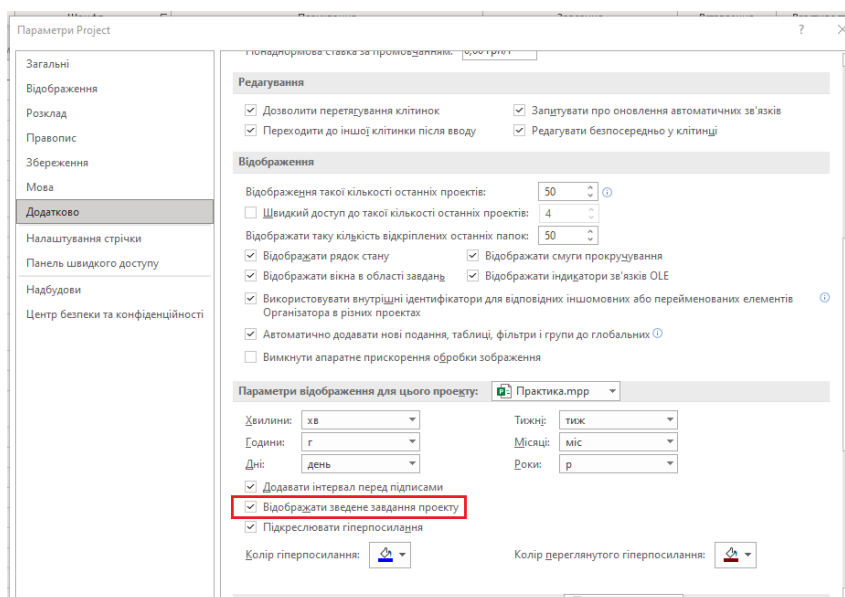 Параметри Project ?
Загальні
Відображення
Розклад
Правопис
Збереження
Мова
Додатково
Налаштування стрічки
Панель швидкого доступу
Надбудови
Центр безпеки та конфіденційності
Понаднормова ставка за промовчанням: 0,00 грн/г
Редагування
Дозволити перетягування клітинок Запитувати про оновлення автоматичних зв'язків
Переходити до іншої клітинки після вводу Редагувати безпосередньо у клітинці
Відображення
Відображення такої кількості останніх проектів: 50
Швидкий доступ до такої кількості останніх проектів: 4
Відображати таку кількість відкріплених останніх папок: 50
Відображати рядок стану Відображати смуги прокручування
Відображати вікна в області завдань Відображати індикатори зв'язків OLE
Використовувати внутрішні ідентифікатори для відповідних іншомовних або перейменованих елементів
Організатора в різних проектах
Автоматично додавати нові подання, таблиці, фільтри і групи до глобальних
Вимкнути апаратне прискорення обробки зображення
Параметри відображення для цього проекту: Практика.mpp
Хвилини: хв Тижні: тиж
Години: г Місяці: міс
Дні: день Роки: р
Додавати інтервал перед підписами
Відображати зведене завдання проекту
Підкреслювати гіперпосилання
Колір гіперпосилання: Колір переглянутого гіперпосилання: